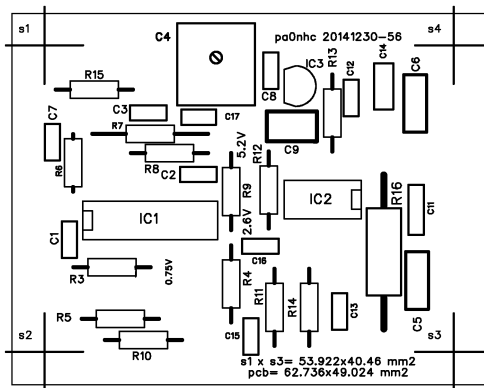 s1
C4
pa0nhc 20141230-56
s4
R15
C8
IC3
R13
C12
C14
C6
C3
C17
C7
R7
C9
R6
R8
5.2V
R12
C2
R9
IC2
R16
C11
IC1
2.6V
C1
C16
R3
0.75V
R4
R11
R14
C13
C5
R5
s2
C15
s3
R10
s1 x s3= 53.922x40.46 mm2
pcb= 62.736x49.024 mm2